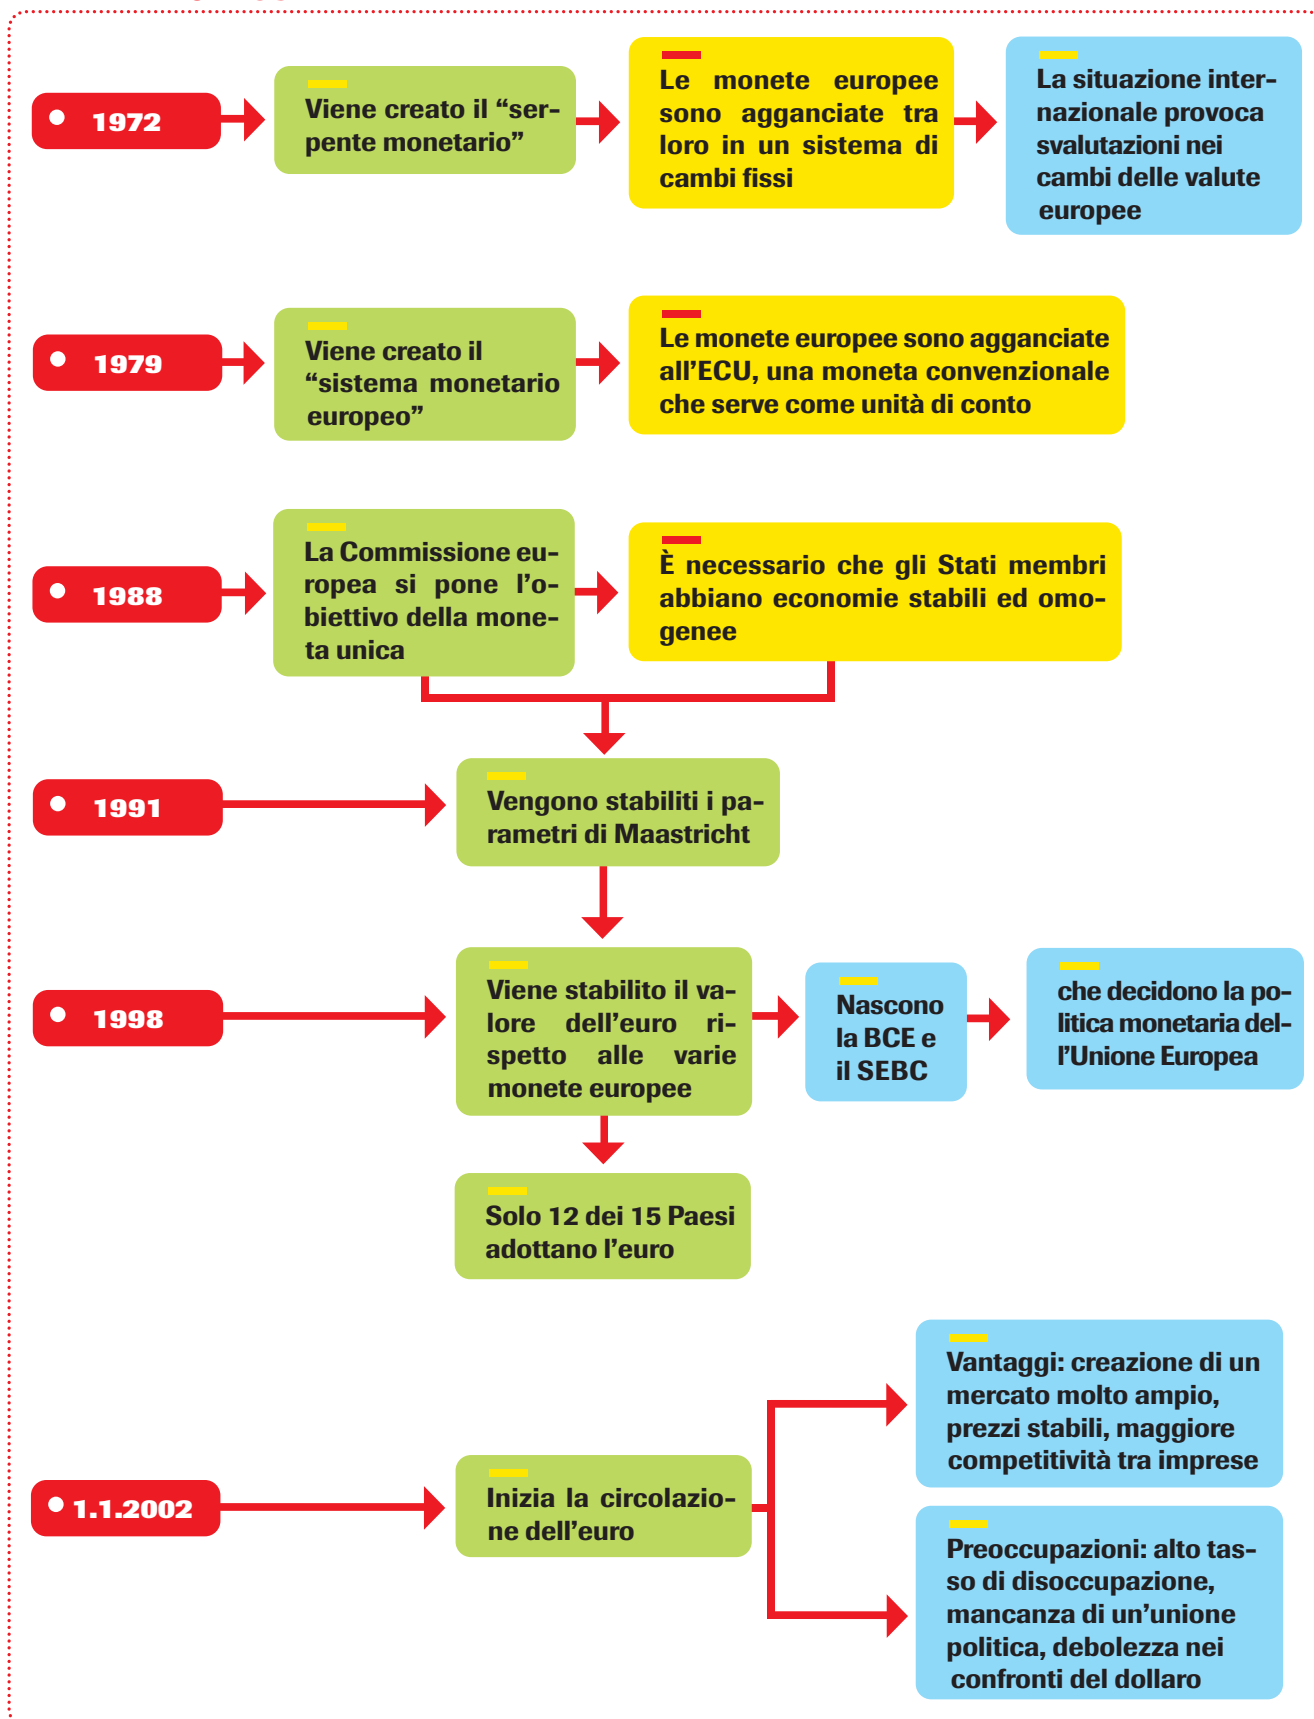 1972
Viene creato il “ser-
pente monetario”
Le monete europee
sono agganciate tra
loro in un sistema di
cambi fissi
La situazione inter-
nazionale provoca
svalutazioni nei
cambi delle valute
europee
1979
Viene creato il
“sistema monetario
europeo”
Le monete europee sono agganciate
all’ECU, una moneta convenzionale
che serve come unità di conto
1988
La Commissione eu-
ropea si pone l’o-
biettivo della mone-
ta unica
È necessario che gli Stati membri
abbiano economie stabili ed omo-
genee
1991
Vengono stabiliti i pa-
rametri di Maastricht
1998
Viene stabilito il va-
lore dell’euro ri-
spetto alle varie
monete europee
Nascono
la BCE e
il SEBC
che decidono la po-
litica monetaria del-
l’Unione Europea
Solo 12 dei 15 Paesi
adottano l’euro
1.1.2002
Inizia la circolazio-
ne dell’euro
Vantaggi: creazione di un
mercato molto ampio,
prezzi stabili, maggiore
competitività tra imprese
Preoccupazioni: alto tas-
so di disoccupazione,
mancanza di un’unione
politica, debolezza nei
confronti del dollaro